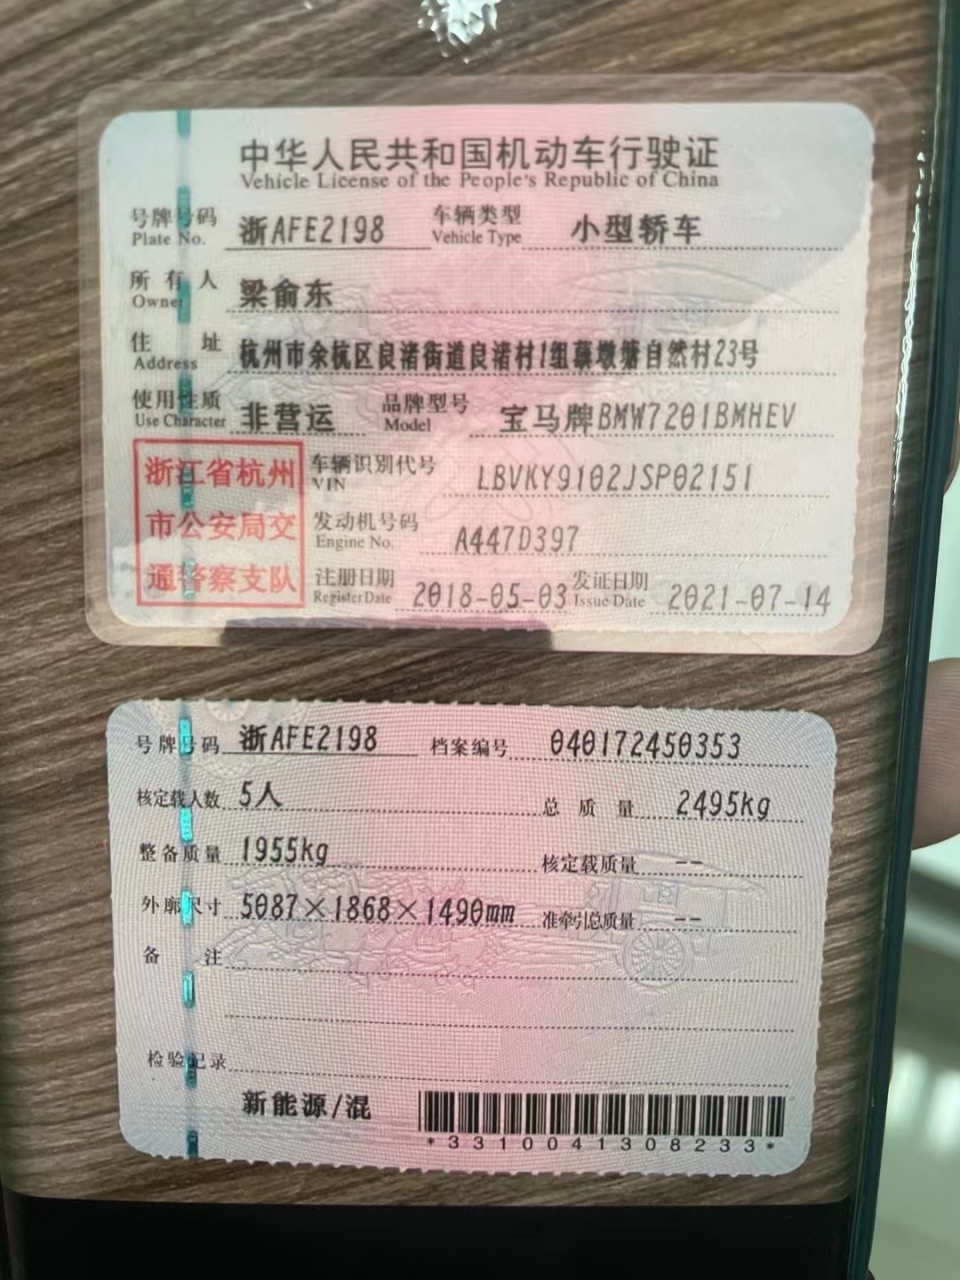 中华人民共和国机动车行驶证
Vehicle License of the People's Republic of China
号牌号码 浙AFE2198 车辆类型 小型轿车
Plate No. Vehicle Type
所有人 梁俞东
Owner
住址 杭州市余杭区良渚街道良渚村1组藕墩塘自然村23号
Address
使用性质 非营运 品牌型号 宝马牌BMW7201BMHEV
Use Character Model
浙江省杭州
市公安局交
通警察支队
车辆识别代号 LBVKY9102JSP02151
VIN
发动机号码 A447D397
Engine No.
注册日期 2018-05-03 发证日期 2021-07-14
Register Date Issue Date
号牌号码 浙AFE2198 档案编号 040172450353
核定载人数 5人 总质量 2495kg
整备质量 1955kg 核定载质量 --
外廓尺寸 5087×1868×1490mm 准牵引总质量 --
备注
检验记录
新能源/混
*3310041308233*